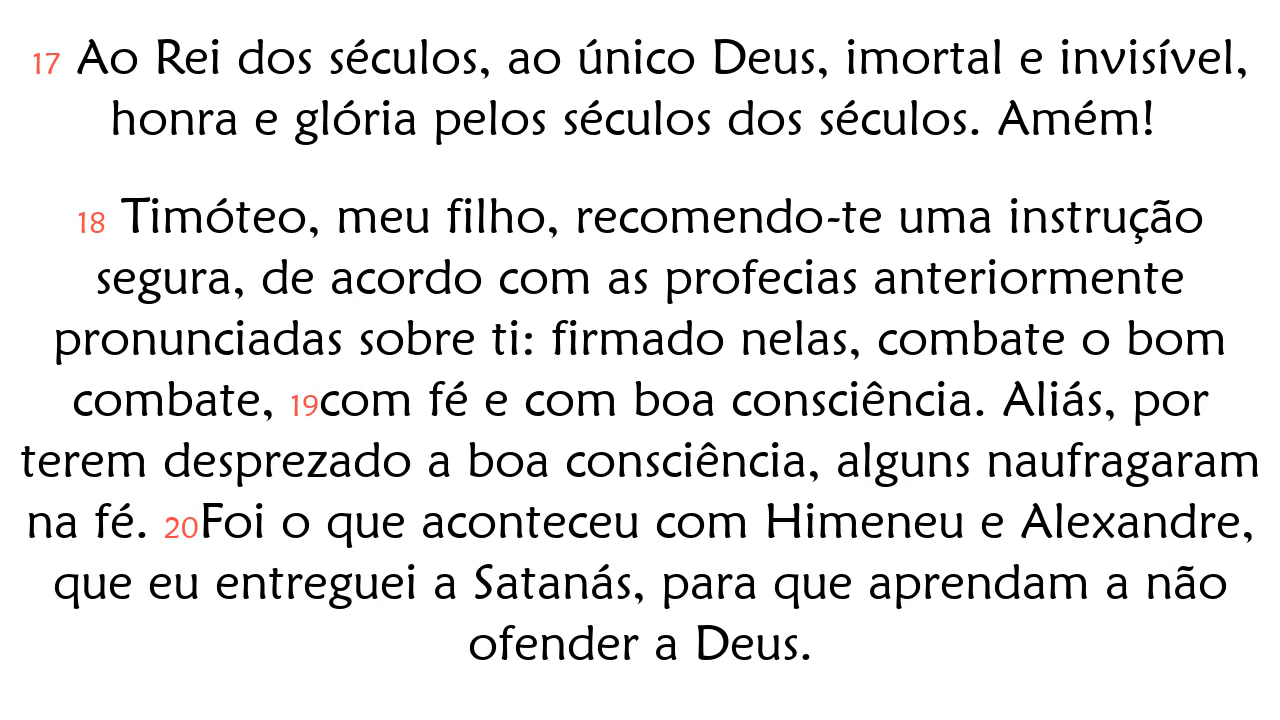 17 Ao Rei dos séculos, ao único Deus, imortal e invisível,
honra e glória pelos séculos dos séculos. Amém!
18 Timóteo, meu filho, recomendo-te uma instrução
segura, de acordo com as profecias anteriormente
pronunciadas sobre ti: firmado nelas, combate o bom
combate, 19com fé e com boa consciência. Aliás, por
terem desprezado a boa consciência, alguns naufragaram
na fé. 20Foi o que aconteceu com Himeneu e Alexandre,
que eu entreguei a Satanás, para que aprendam a não
ofender a Deus.